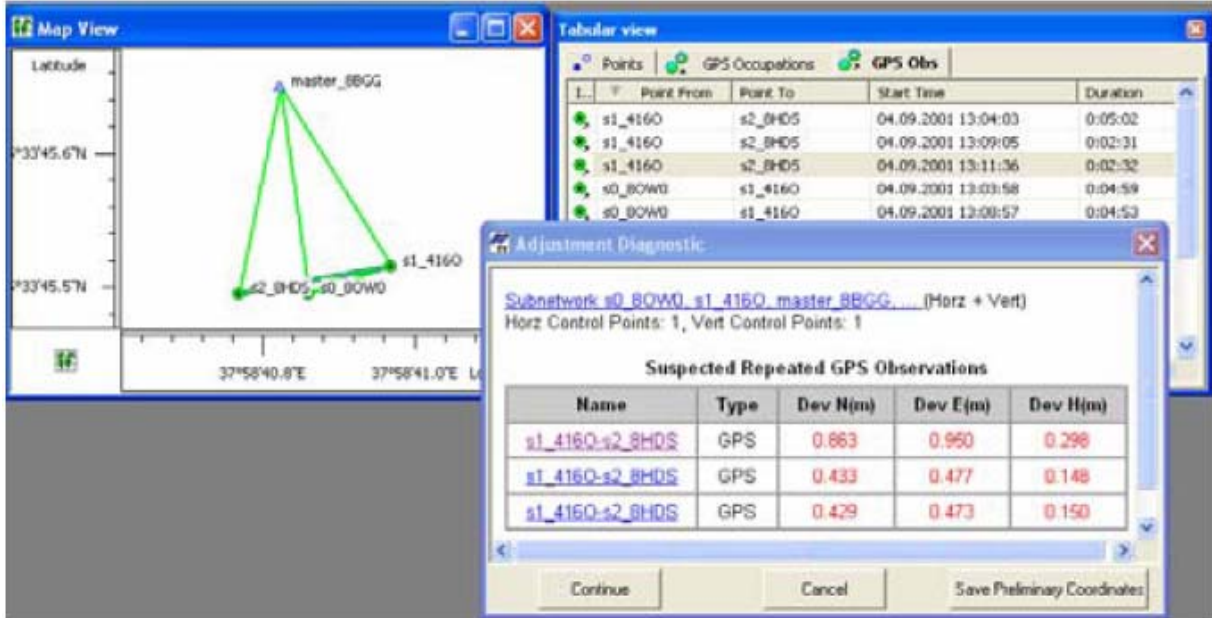 Map View
Latitude
master_8BGG
°33'45.6"N
s1_416O
°33'45.5"N
s2_8HDS s0_8OW0
37°58'40.8"E 37°58'41.0"E
Tabular view
Points GPS Occupations GPS Obs
I... Point From Point To Start Time Duration
s1_416O s2_8HDS 04.09.2001 13:04:03 0:05:02
s1_416O s2_8HDS 04.09.2001 13:09:05 0:02:31
s1_416O s2_8HDS 04.09.2001 13:11:36 0:02:32
s0_8OW0 s1_416O 04.09.2001 13:03:58 0:04:59
s0_8OW0 s1_416O 04.09.2001 13:08:57 0:04:53
Adjustment Diagnostic
Subnetwork s0_8OW0, s1_416O, master_8BGG, ... (Horz + Vert)
Horz Control Points: 1, Vert Control Points: 1
Suspected Repeated GPS Observations
Name Type Dev N(m) Dev E(m) Dev H(m)
s1_416O-s2_8HDS GPS 0.863 0.950 0.298
s1_416O-s2_8HDS GPS 0.433 0.477 0.148
s1_416O-s2_8HDS GPS 0.429 0.473 0.150
Continue Cancel Save Preliminary Coordinates